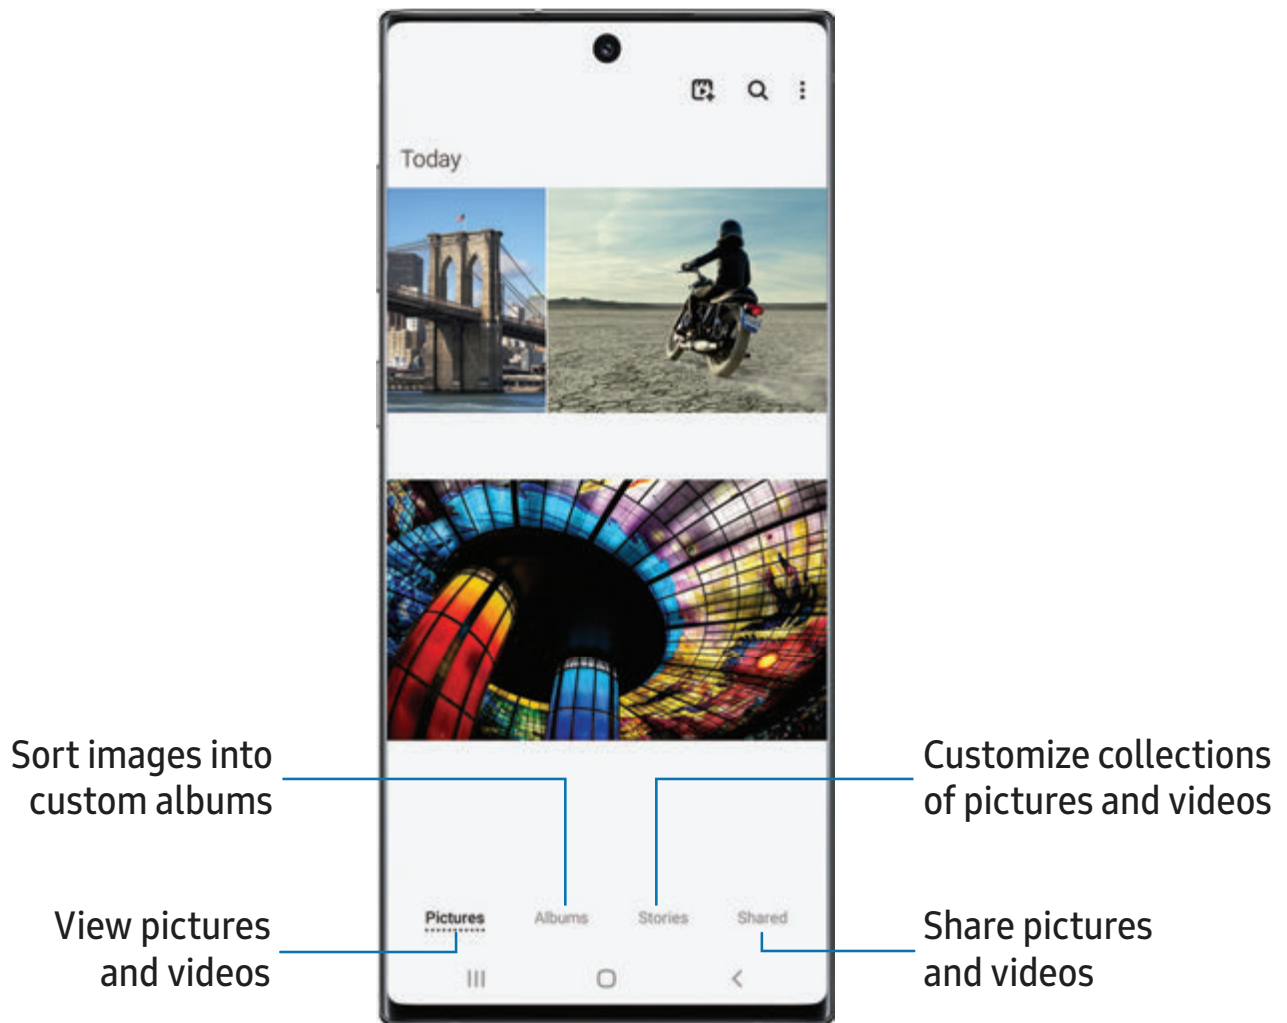 Today
Sort images into
custom albums
Customize collections
of pictures and videos
Pictures
Albums
Stories
Shared
View pictures
and videos
Share pictures
and videos